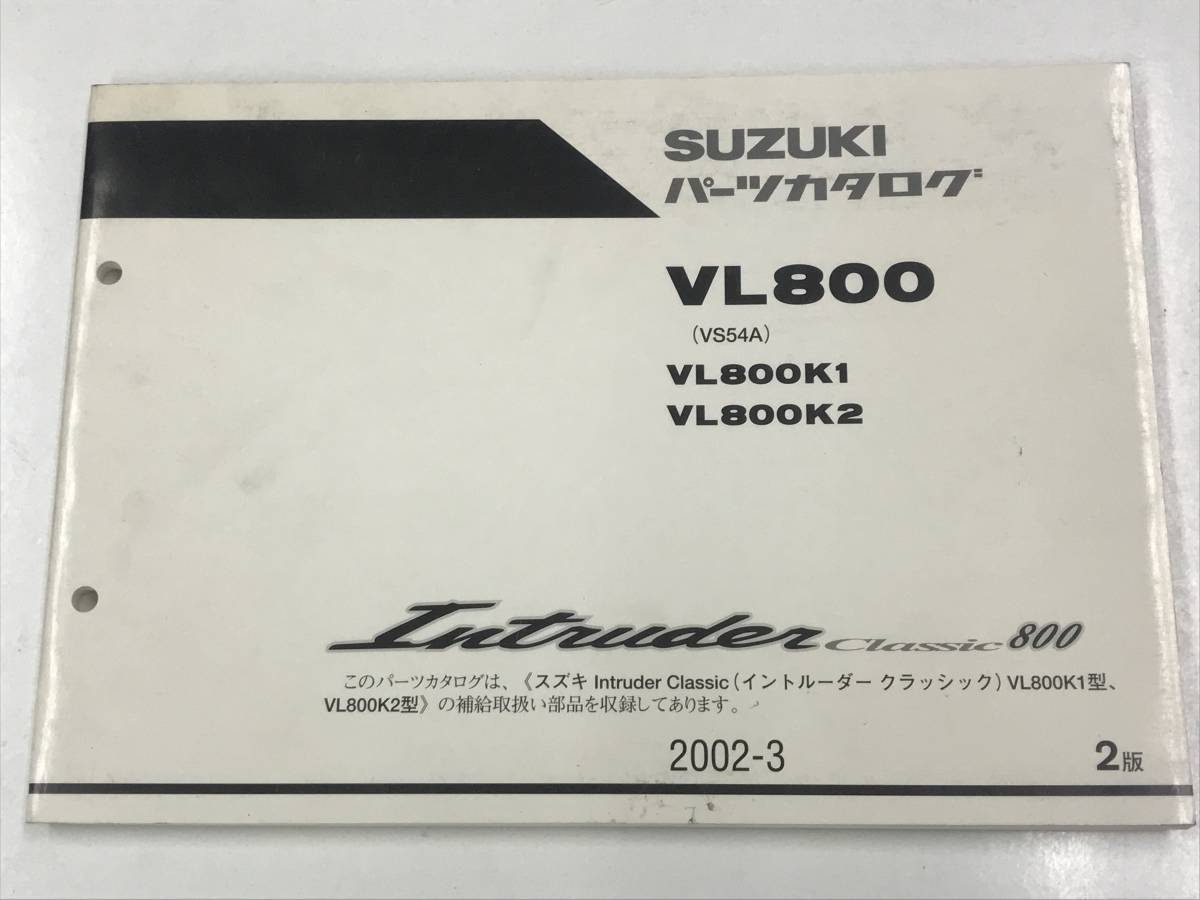 SUZUKI
パーツカタログ
VL800
(VS54A)
VL800K1
VL800K2
Intruder Classic 800
このパーツカタログは、《スズキ Intruder Classic（イントルーダー クラッシック）VL800K1型、
VL800K2型》の補給取扱い部品を収録してあります。
2002-3 2版